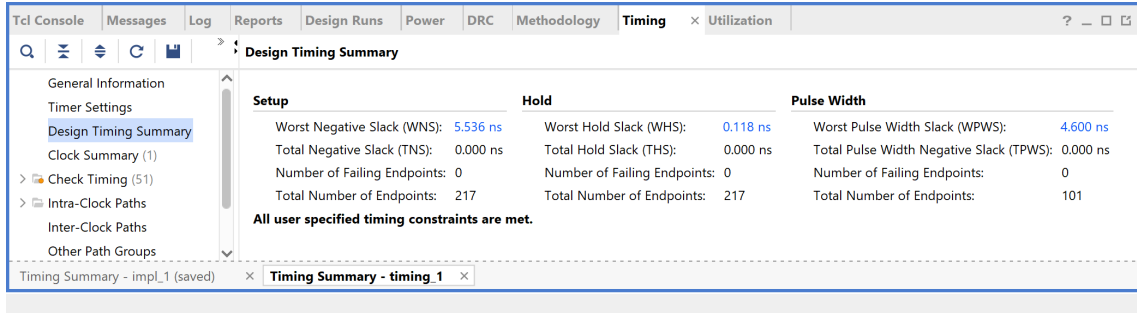 Tcl Console Messages Log Reports Design Runs Power DRC Methodology Timing × Utilization ? _
» Design Timing Summary
General Information
Timer Settings
Design Timing Summary
Clock Summary (1)
> Check Timing (51)
> Intra-Clock Paths
Inter-Clock Paths
Other Path Groups
Setup Hold Pulse Width
Worst Negative Slack (WNS): 5.536 ns Worst Hold Slack (WHS): 0.118 ns Worst Pulse Width Slack (WPWS): 4.600 ns
Total Negative Slack (TNS): 0.000 ns Total Hold Slack (THS): 0.000 ns Total Pulse Width Negative Slack (TPWS): 0.000 ns
Number of Failing Endpoints: 0 Number of Failing Endpoints: 0 Number of Failing Endpoints: 0
Total Number of Endpoints: 217 Total Number of Endpoints: 217 Total Number of Endpoints: 101
All user specified timing constraints are met.
Timing Summary - impl_1 (saved) × Timing Summary - timing_1 ×